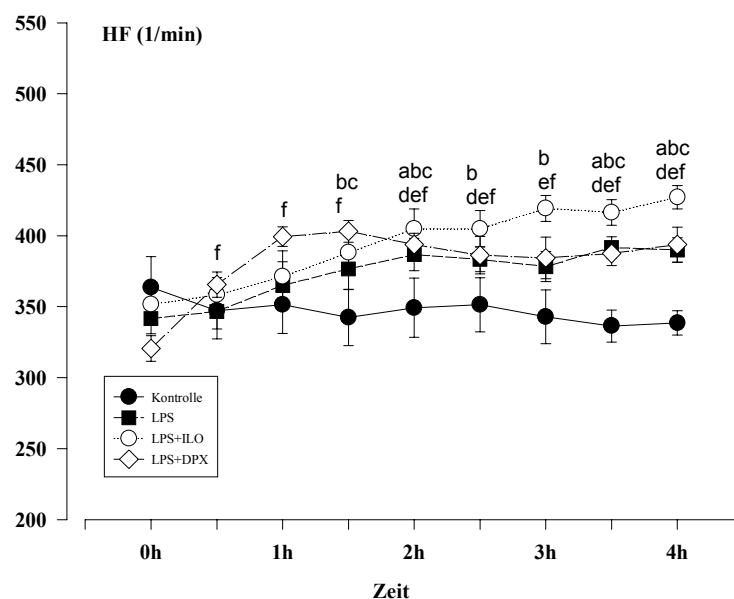 HF (1/min)
550
500
450
400
350
300
250
200
f
f
bc
f
abc
def
b
def
b
ef
abc
def
abc
def
Kontrolle
LPS
LPS+ILO
LPS+DPX
0h 1h 2h 3h 4h
Zeit